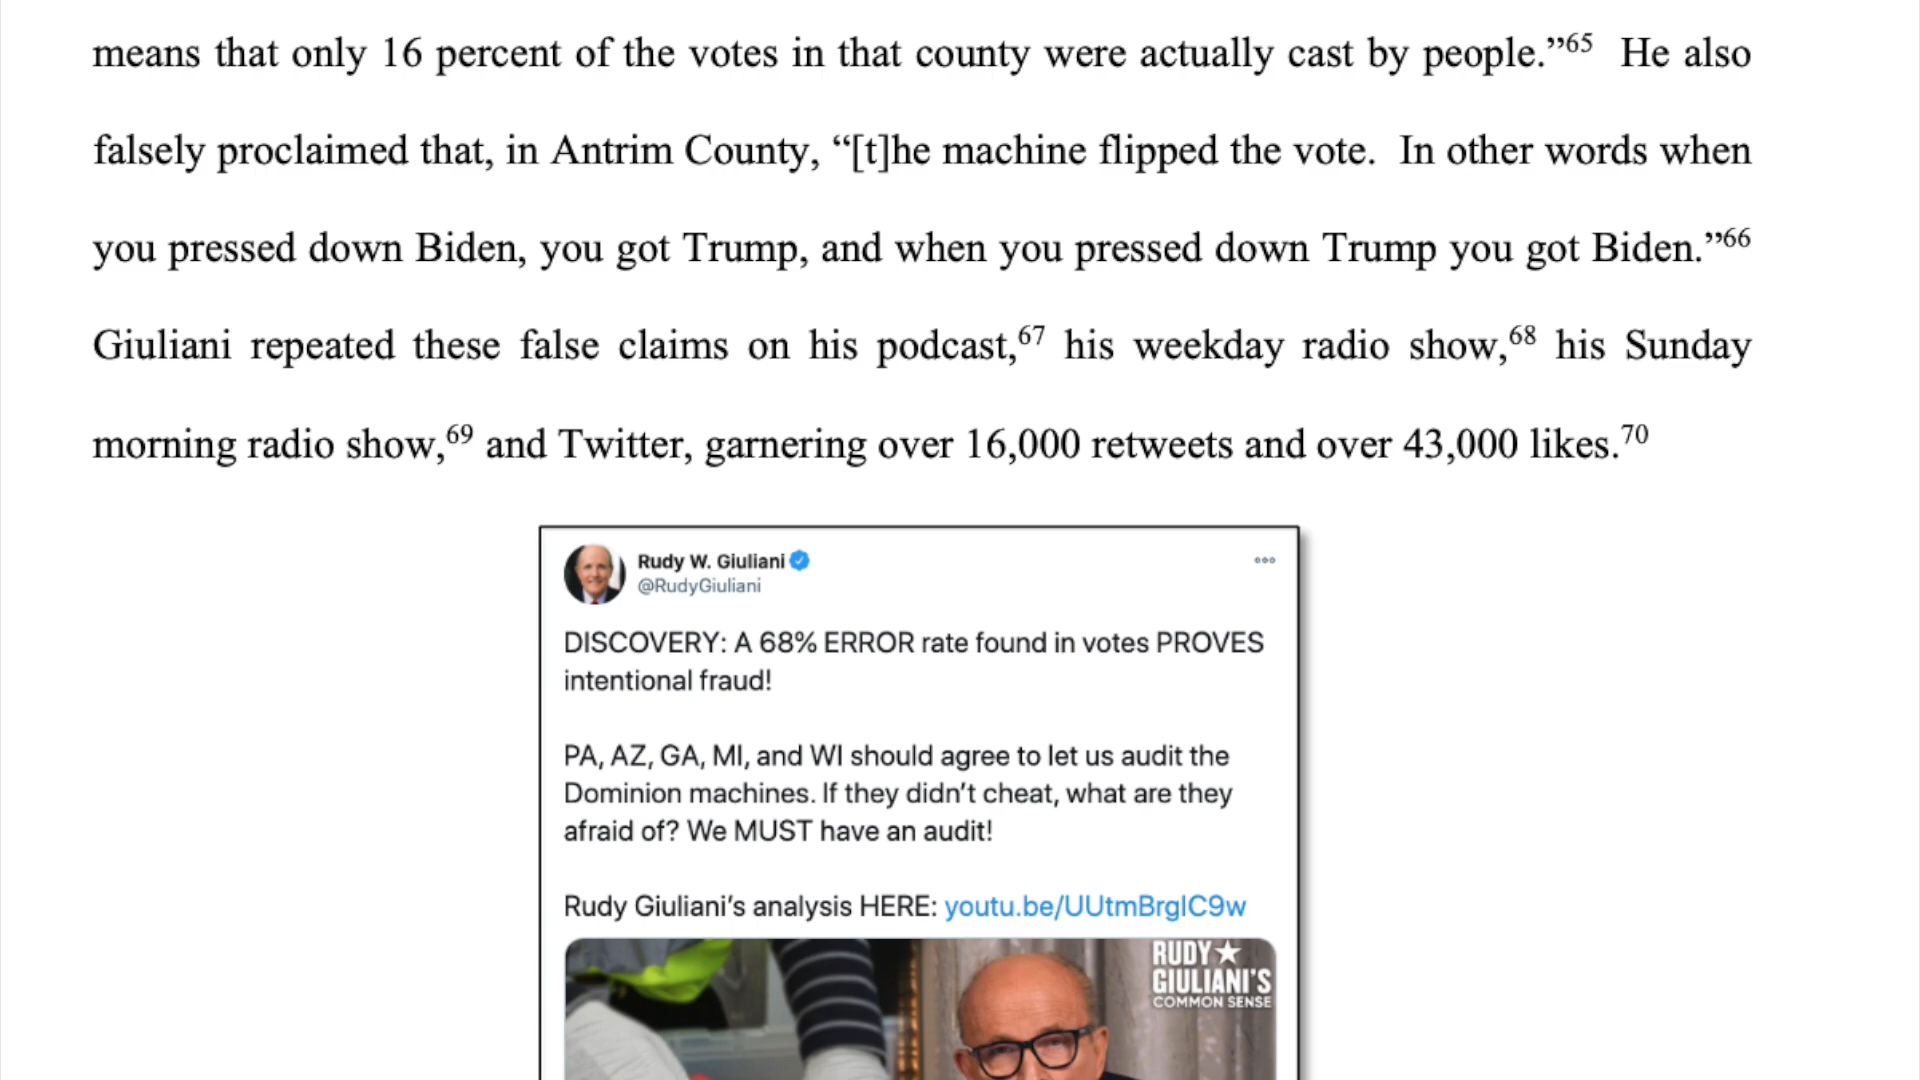 means that only 16 percent of the votes in that county were actually cast by people.”65 He also
falsely proclaimed that, in Antrim County, “[t]he machine flipped the vote. In other words when
you pressed down Biden, you got Trump, and when you pressed down Trump you got Biden.”66
Giuliani repeated these false claims on his podcast,67 his weekday radio show,68 his Sunday
morning radio show,69 and Twitter, garnering over 16,000 retweets and over 43,000 likes.70
Rudy W. Giuliani
@RudyGiuliani
DISCOVERY: A 68% ERROR rate found in votes PROVES
intentional fraud!
PA, AZ, GA, MI, and WI should agree to let us audit the
Dominion machines. If they didn’t cheat, what are they
afraid of? We MUST have an audit!
Rudy Giuliani’s analysis HERE: youtu.be/UUtmBrglC9w
RUDY★
GIULIANI'S
COMMON SENSE